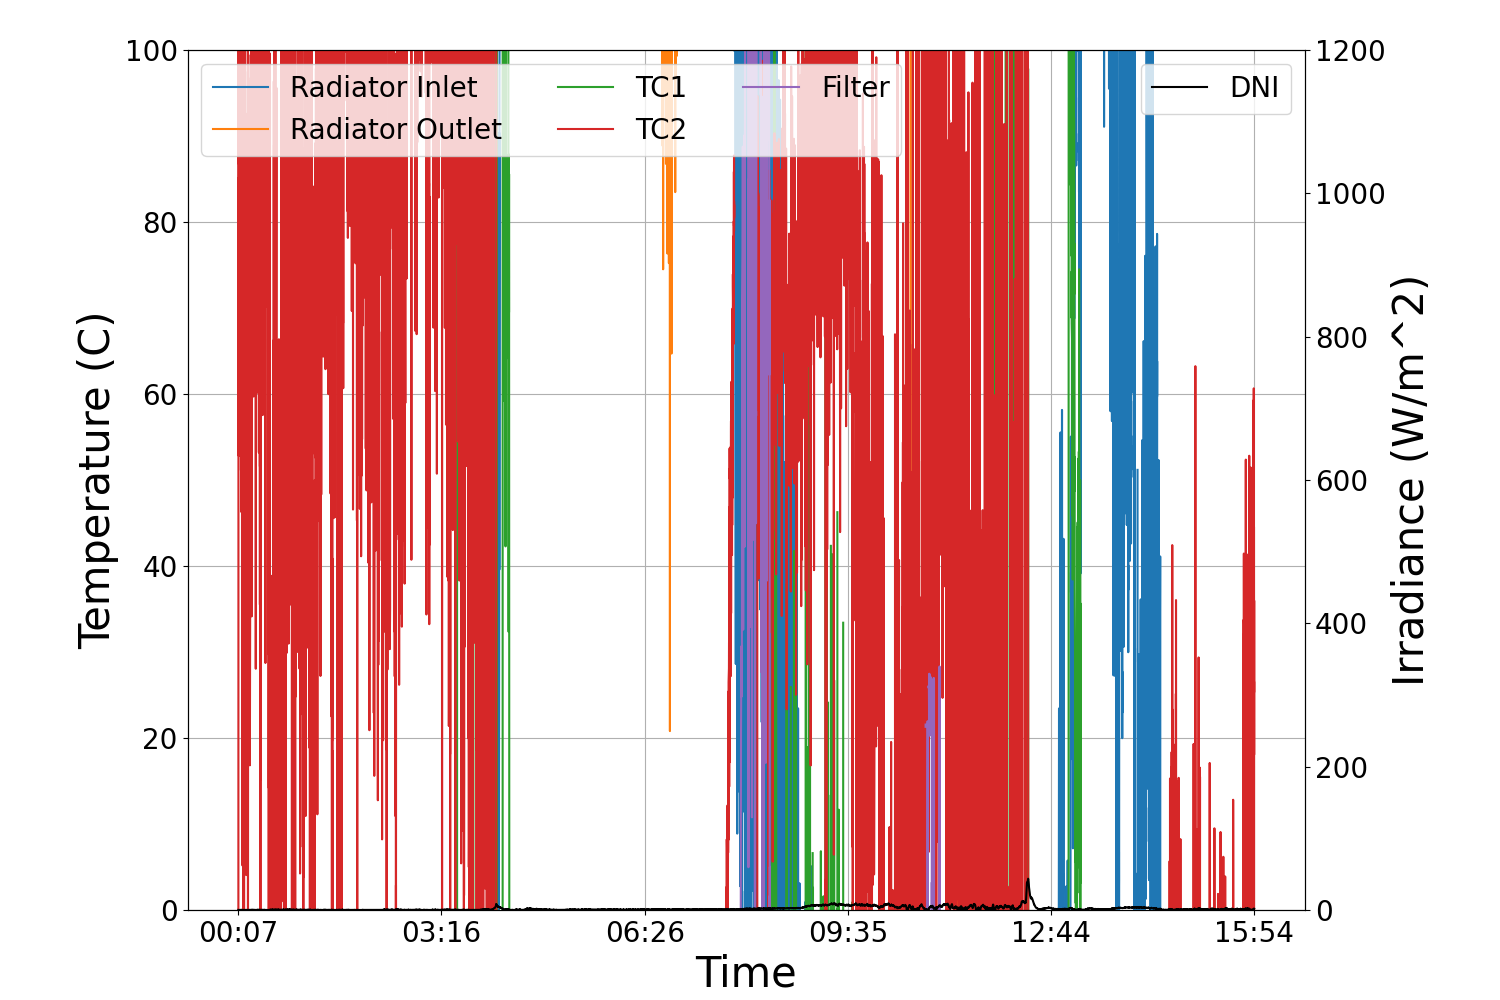 100
80
60
40
20
0
Temperature (C)
Radiator Inlet
Radiator Outlet
TC1
TC2
Filter
DNI
1200
1000
800
600
400
200
0
Irradiance (W/m^2)
00:07 03:16 06:26 09:35 12:44 15:54
Time